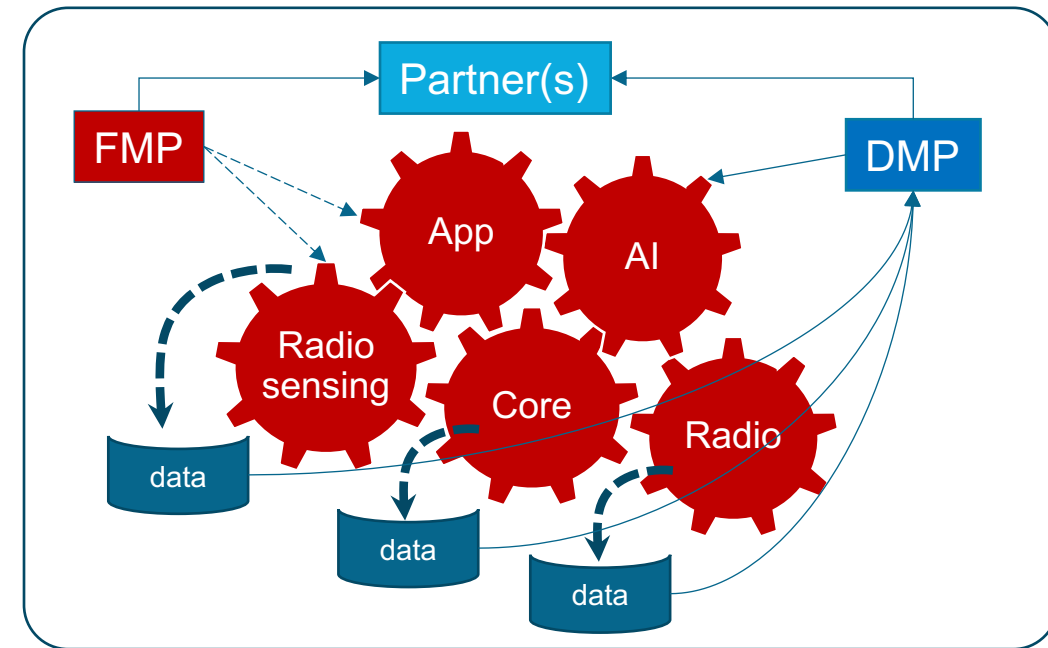 Partner(s)
FMP
DMP
App
AI
Radio
sensing
Core
Radio
data
data
data